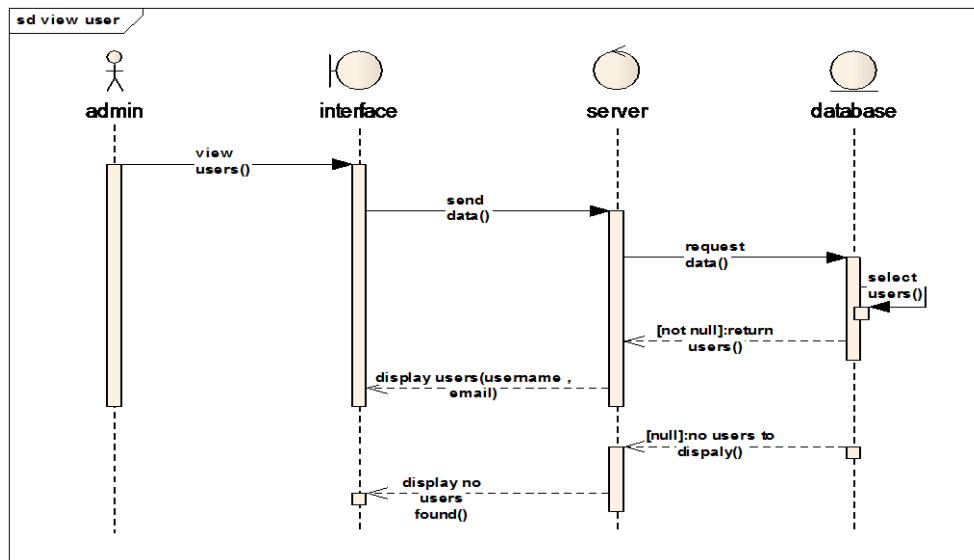 sd view user
admin
interface
server
database
view
users()
send
data()
request
data()
select
users()
[not null]:return
users()
display users(username ,
email)
[null]:no users to
dispaly()
display no
users
found()